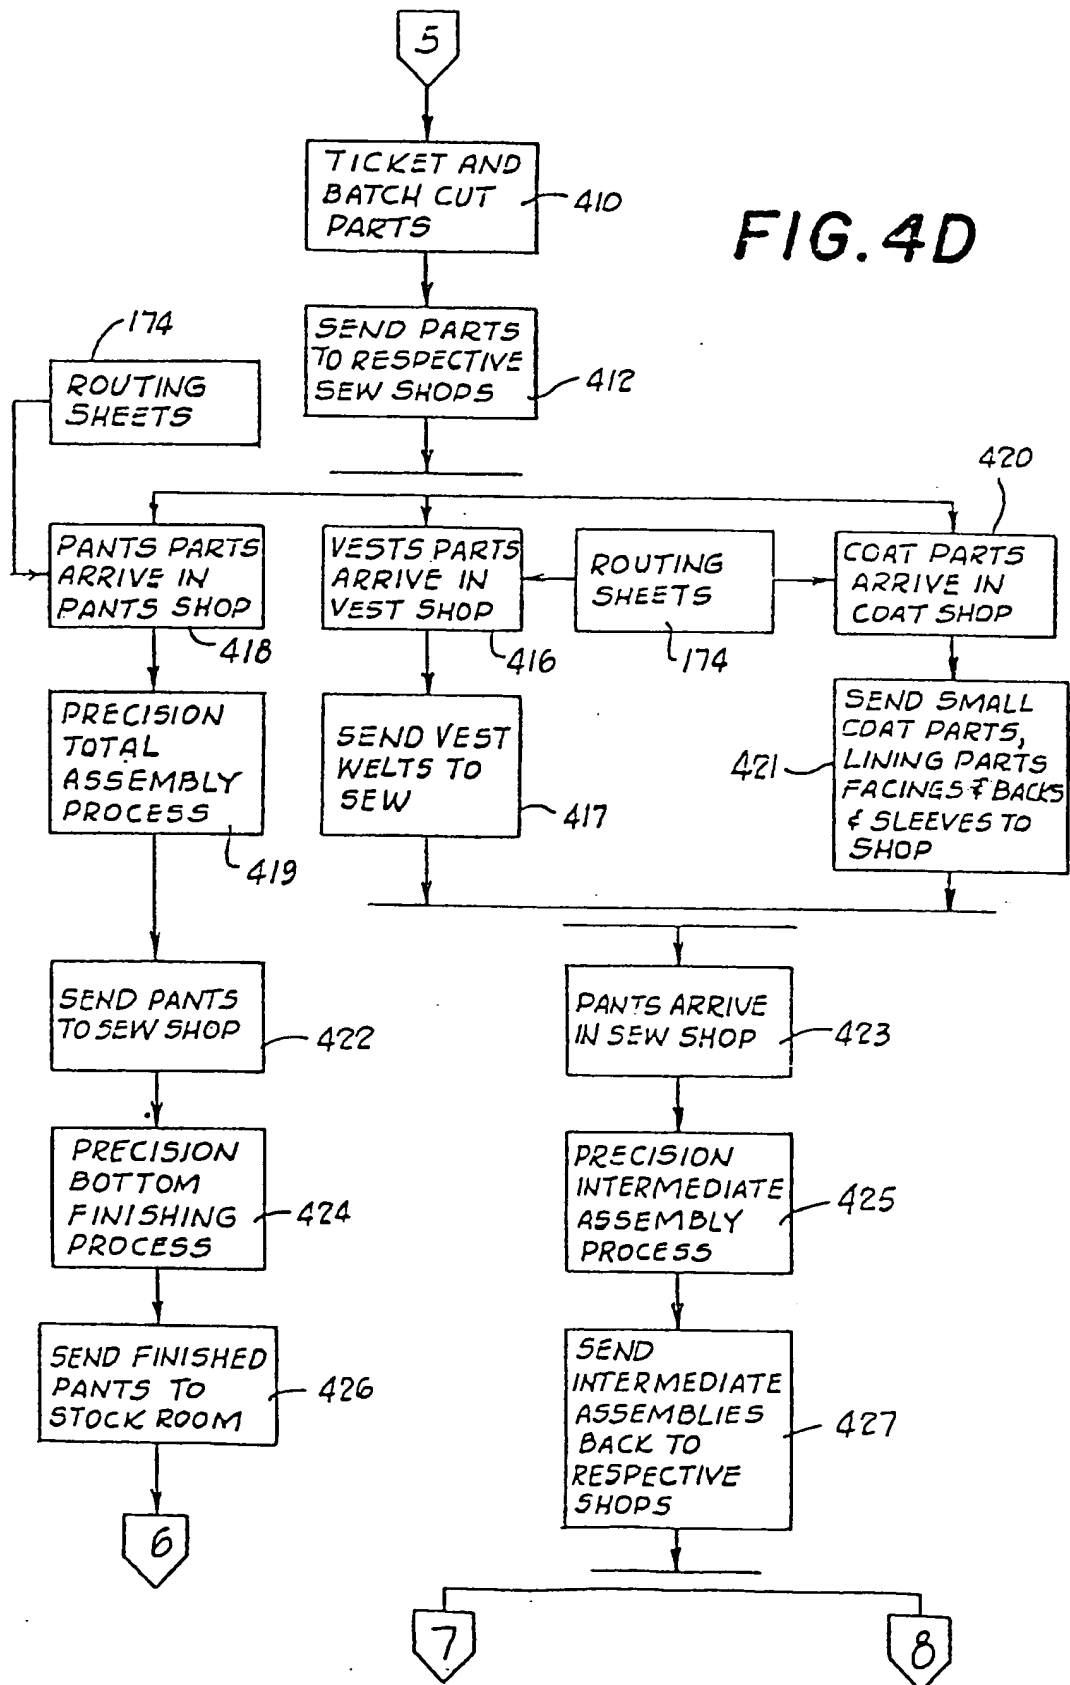 5
TICKET AND
BATCH CUT
PARTS
410
FIG. 4D
SEND PARTS
TO RESPECTIVE
SEW SHOPS
412
174
ROUTING
SHEETS
420
PANTS PARTS
ARRIVE IN
PANTS SHOP
418
VESTS PARTS
ARRIVE IN
VEST SHOP
416
ROUTING
SHEETS
174
COAT PARTS
ARRIVE IN
COAT SHOP
PRECISION
TOTAL
ASSEMBLY
PROCESS
419
SEND VEST
WELTS TO
SEW
417
421
SEND SMALL
COAT PARTS,
LINING PARTS
FACINGS & BACKS
& SLEEVES TO
SHOP
SEND PANTS
TO SEW SHOP
422
PANTS ARRIVE
IN SEW SHOP
423
PRECISION
BOTTOM
FINISHING
PROCESS
424
PRECISION
INTERMEDIATE
ASSEMBLY
PROCESS
425
SEND FINISHED
PANTS TO
STOCK ROOM
426
SEND
INTERMEDIATE
ASSEMBLIES
BACK TO
RESPECTIVE
SHOPS
427
6
7
8